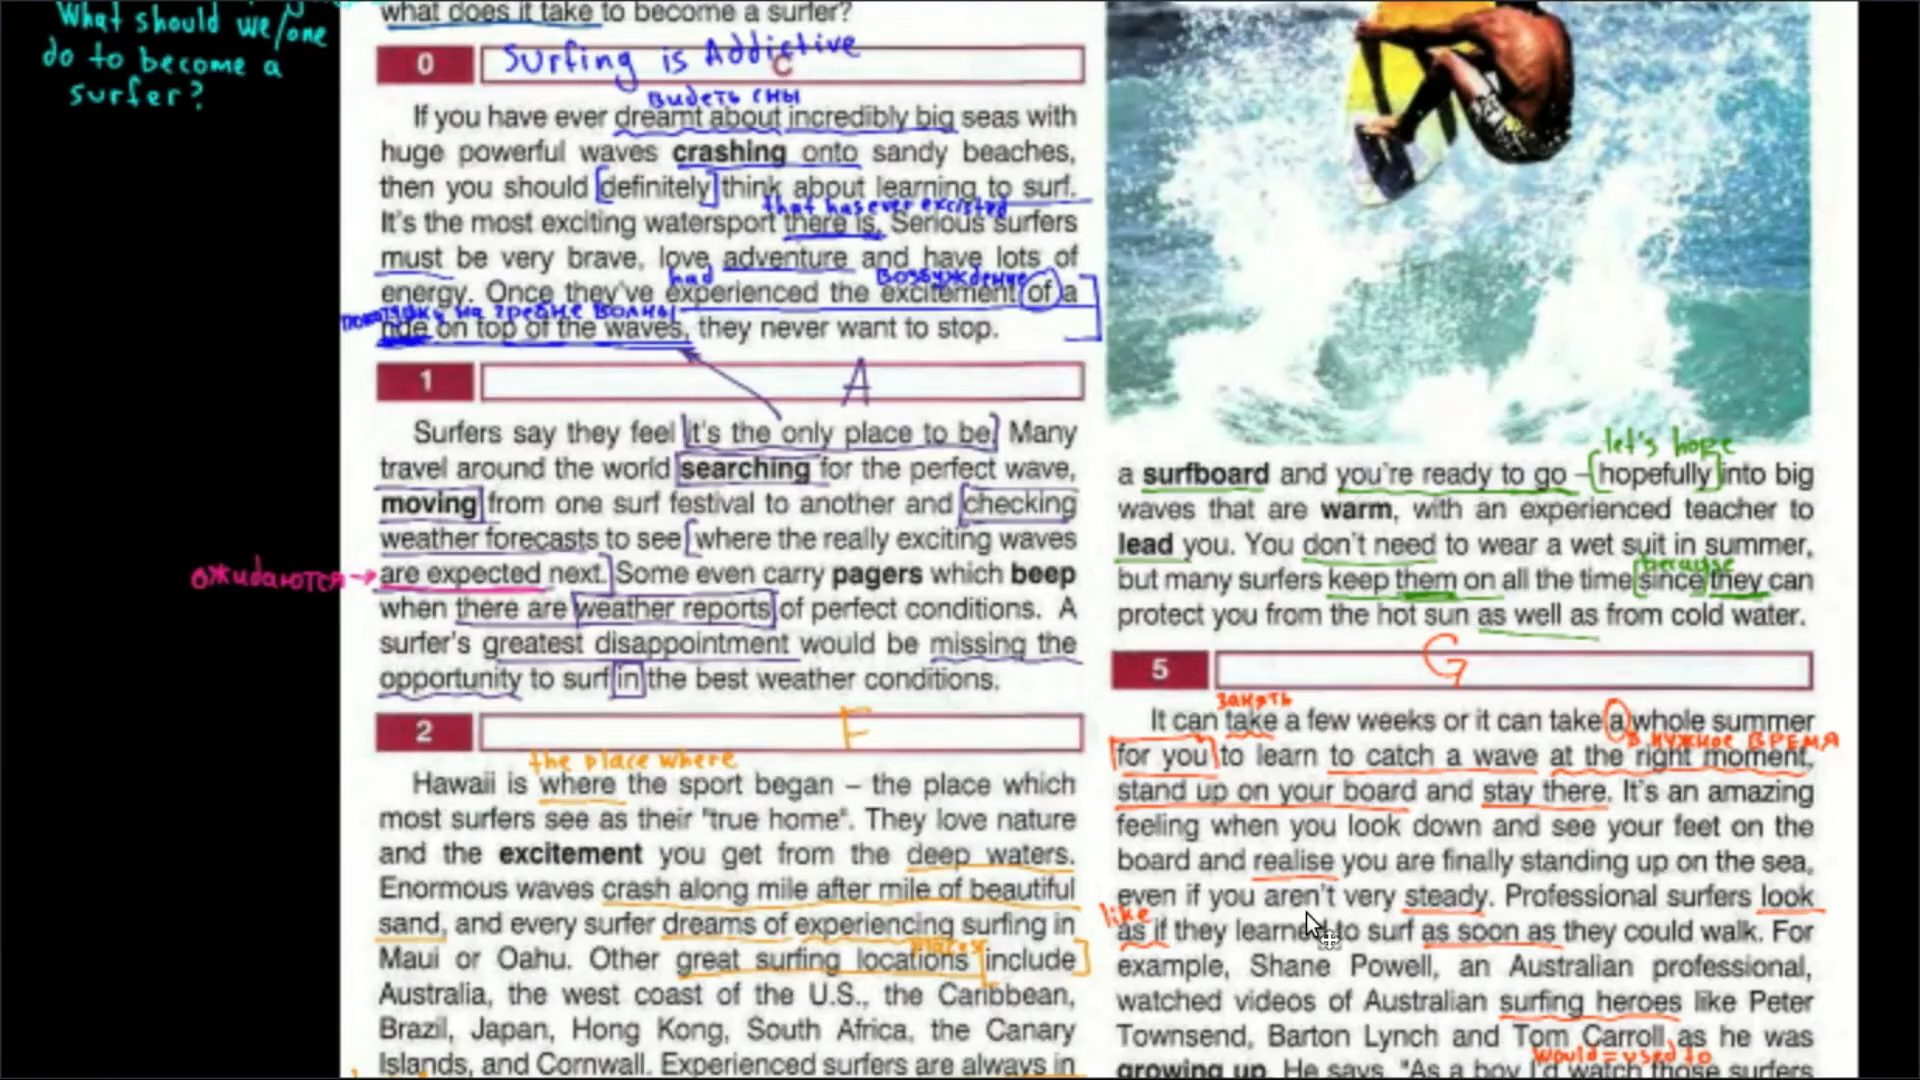 What should we/one
do to become a
surfer?
what does it take to become a surfer?
0 Surfing is Addictive C
видеть сны
If you have ever dreamt about incredibly big seas with
huge powerful waves crashing onto sandy beaches,
then you should [definitely] think about learning to surf.
that has ever excisted
It's the most exciting watersport there is. Serious surfers
must be very brave, love adventure and have lots of
had возбуждение
energy. Once they've experienced the excitement of a
покататься на гребне волны
ride on top of the waves, they never want to stop.
1 A
Surfers say they feel [it's the only place to be.] Many
travel around the world searching for the perfect wave,
moving from one surf festival to another and checking
weather forecasts to see [where the really exciting waves
ожидаются → are expected next.] Some even carry pagers which beep
when there are weather reports of perfect conditions. A
surfer's greatest disappointment would be missing the
opportunity to surf in the best weather conditions.
2 F
the place where
Hawaii is where the sport began – the place which
most surfers see as their "true home". They love nature
and the excitement you get from the deep waters.
Enormous waves crash along mile after mile of beautiful
sand, and every surfer dreams of experiencing surfing in
places
Maui or Oahu. Other great surfing locations [include]
Australia, the west coast of the U.S., the Caribbean,
Brazil, Japan, Hong Kong, South Africa, the Canary
Islands, and Cornwall. Experienced surfers are always in
let's hope
a surfboard and you're ready to go – [hopefully] into big
waves that are warm, with an experienced teacher to
lead you. You don't need to wear a wet suit in summer,
because
but many surfers keep them on all the time [since] they can
protect you from the hot sun as well as from cold water.
5 G
занять
It can take a few weeks or it can take a whole summer
в нужное время
[for you] to learn to catch a wave at the right moment,
stand up on your board and stay there. It's an amazing
feeling when you look down and see your feet on the
board and realise you are finally standing up on the sea,
even if you aren't very steady. Professional surfers look
like
as if they learned to surf as soon as they could walk. For
example, Shane Powell, an Australian professional,
watched videos of Australian surfing heroes like Peter
Townsend, Barton Lynch and Tom Carroll as he was
would = used to
growing up. He says, "As a boy I'd watch those surfers